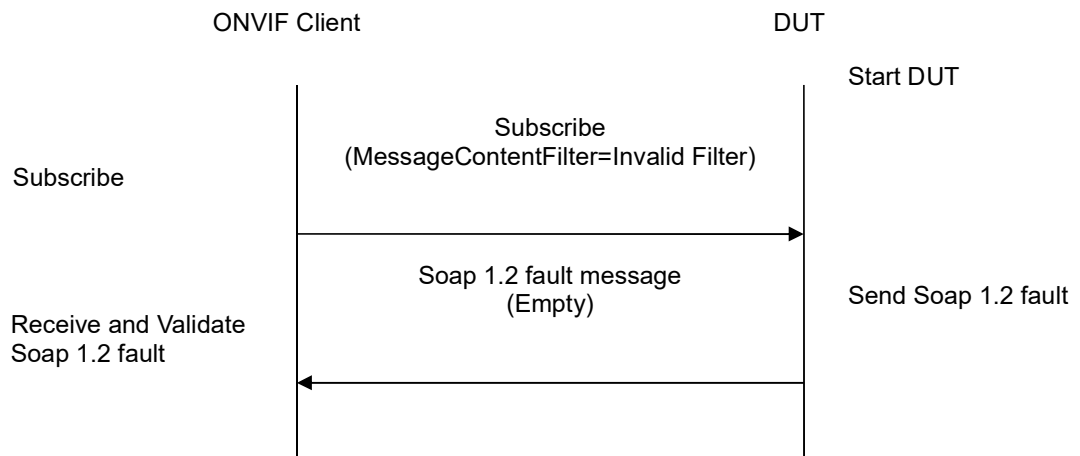 ONVIF Client
DUT
Start DUT
Subscribe
(MessageContentFilter=Invalid Filter)
Subscribe
Soap 1.2 fault message
(Empty)
Send Soap 1.2 fault
Receive and Validate
Soap 1.2 fault